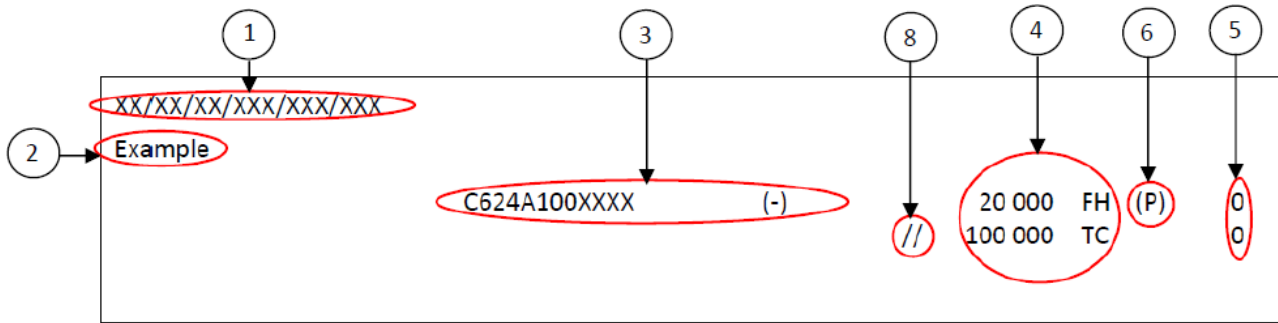 1 3 8 4 6 5
XX/XX/XX/XXX/XXX/XXX
2 Example
C624A100XXXX (-) 20 000 FH (P) 0
// 100 000 TC 0